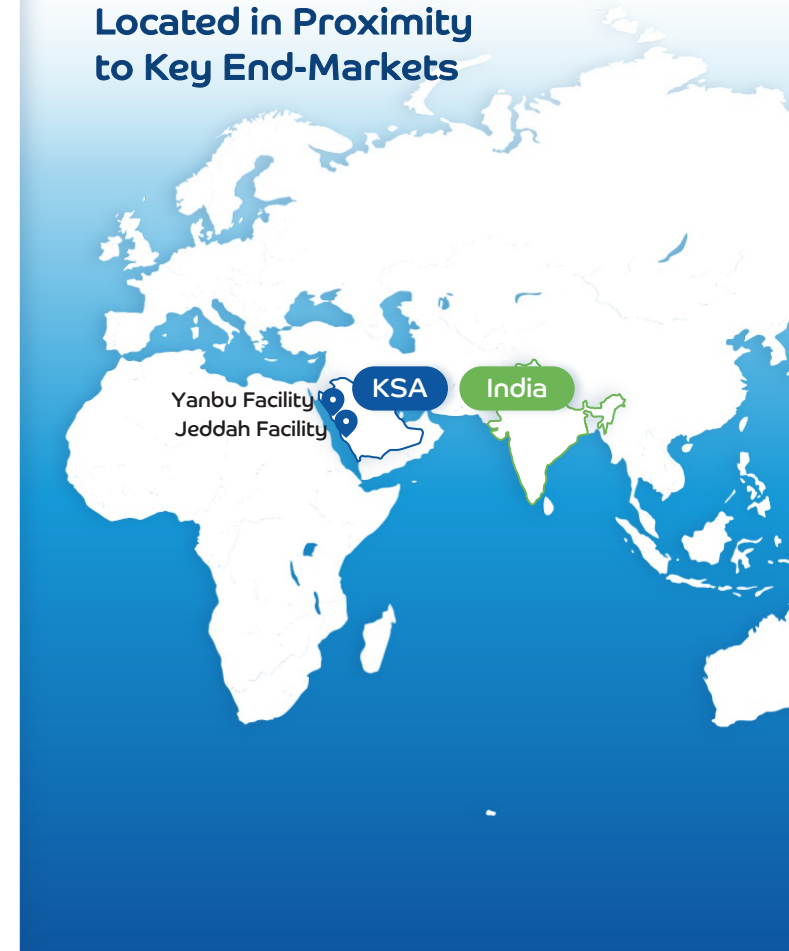 Located in Proximity
to Key End-Markets
KSA
India
Yanbu Facility
Jeddah Facility